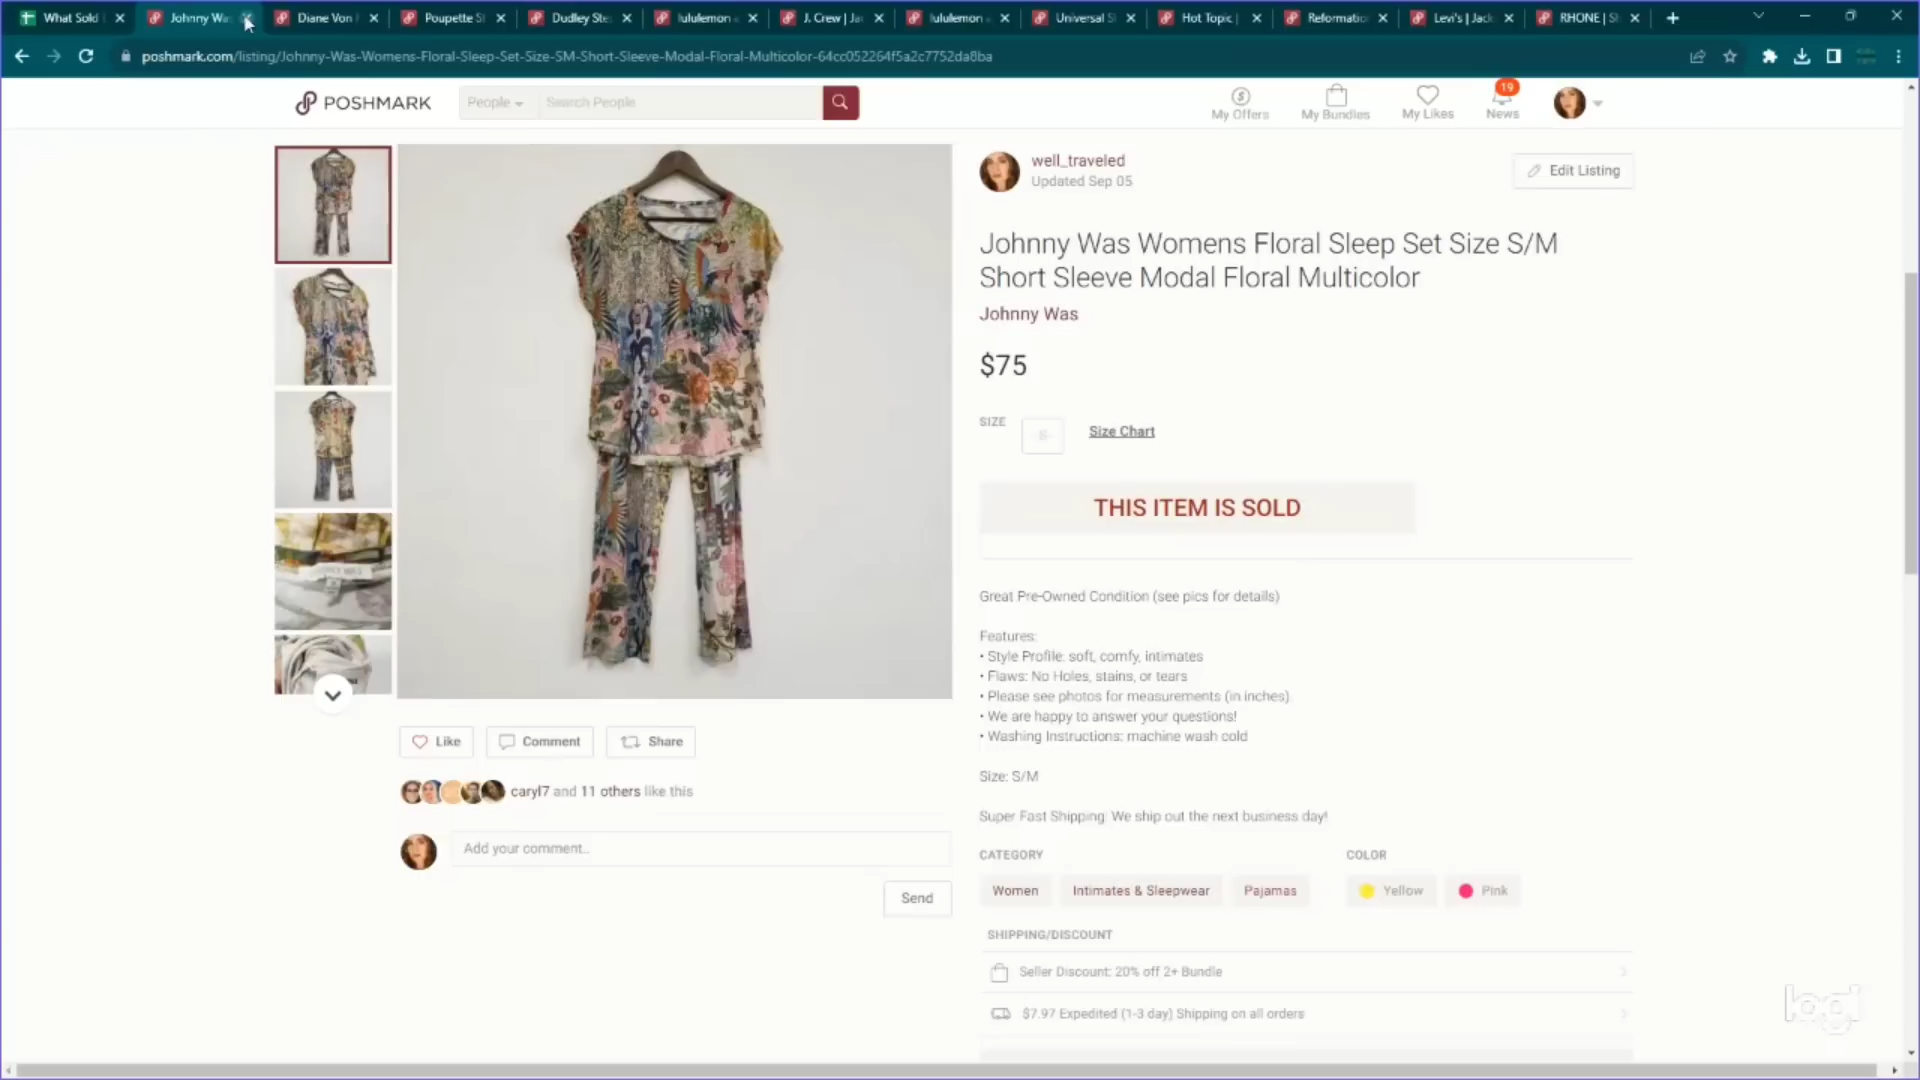 What Sold
Johnny Wa
Diane Von
Poupette S
Dudley Ste
lululemon
J. Crew | Ja
lululemon
Universal S
Hot Topic |
Reformatio
Levi's | Jack
RHONE | S
poshmark.com/listing/Johnny-Was-Womens-Floral-Sleep-Set-Size-SM-Short-Sleeve-Modal-Floral-Multicolor-64cc052264f5a2c7752da8ba
POSHMARK
People
Search People
My Offers
My Bundles
My Likes
19
News
well_traveled
Updated Sep 05
Edit Listing
Johnny Was Womens Floral Sleep Set Size S/M
Short Sleeve Modal Floral Multicolor
Johnny Was
$75
SIZE
S
Size Chart
THIS ITEM IS SOLD
Great Pre-Owned Condition (see pics for details)
Features:
• Style Profile: soft, comfy, intimates
• Flaws: No Holes, stains, or tears
• Please see photos for measurements (in inches)
• We are happy to answer your questions!
• Washing Instructions: machine wash cold
Size: S/M
Super Fast Shipping: We ship out the next business day!
Like
Comment
Share
caryl7 and 11 others like this
Add your comment..
Send
CATEGORY
COLOR
Women
Intimates & Sleepwear
Pajamas
Yellow
Pink
SHIPPING/DISCOUNT
Seller Discount: 20% off 2+ Bundle
$7.97 Expedited (1-3 day) Shipping on all orders
logi